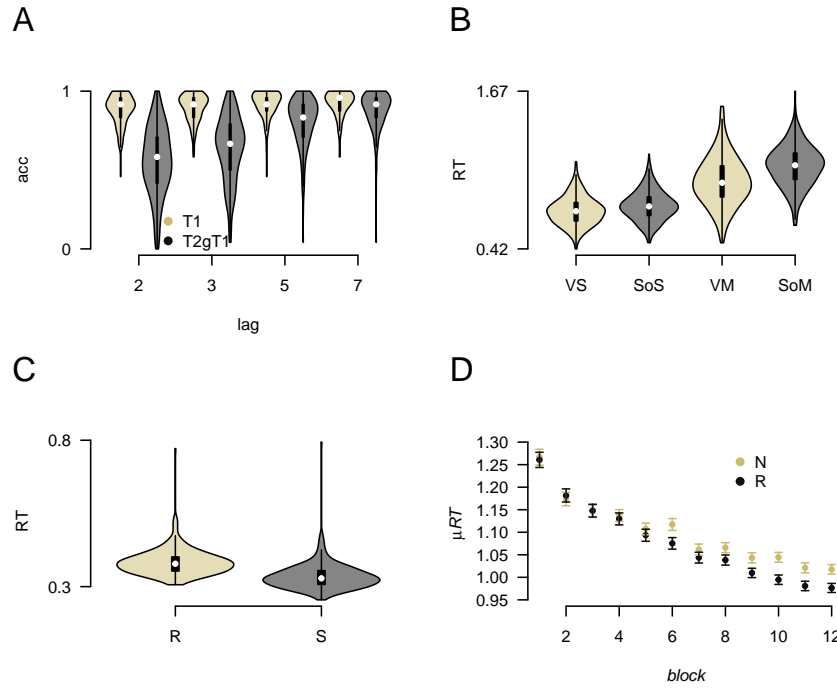 A
acc
1
0
T1
T2gT1
2 3 5 7
lag
B
RT
1.67
0.42
VS SoS VM SoM
C
RT
0.8
0.3
R S
D
μRT
1.30
1.25
1.20
1.15
1.10
1.05
1.00
0.95
N
R
2 4 6 8 10 12
block